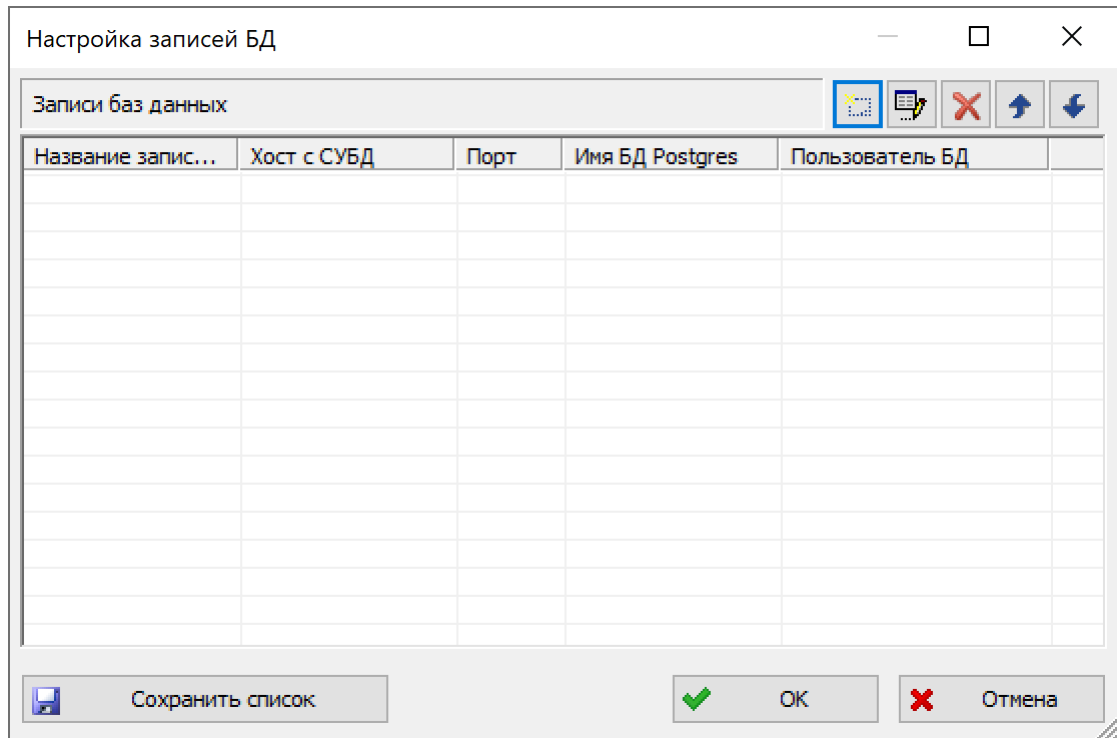 Настройка записей БД
Записи баз данных
Название запис... Хост с СУБД Порт Имя БД Postgres Пользователь БД
Сохранить список OK Отмена